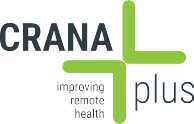 CRANA
plus
improving
remote
health